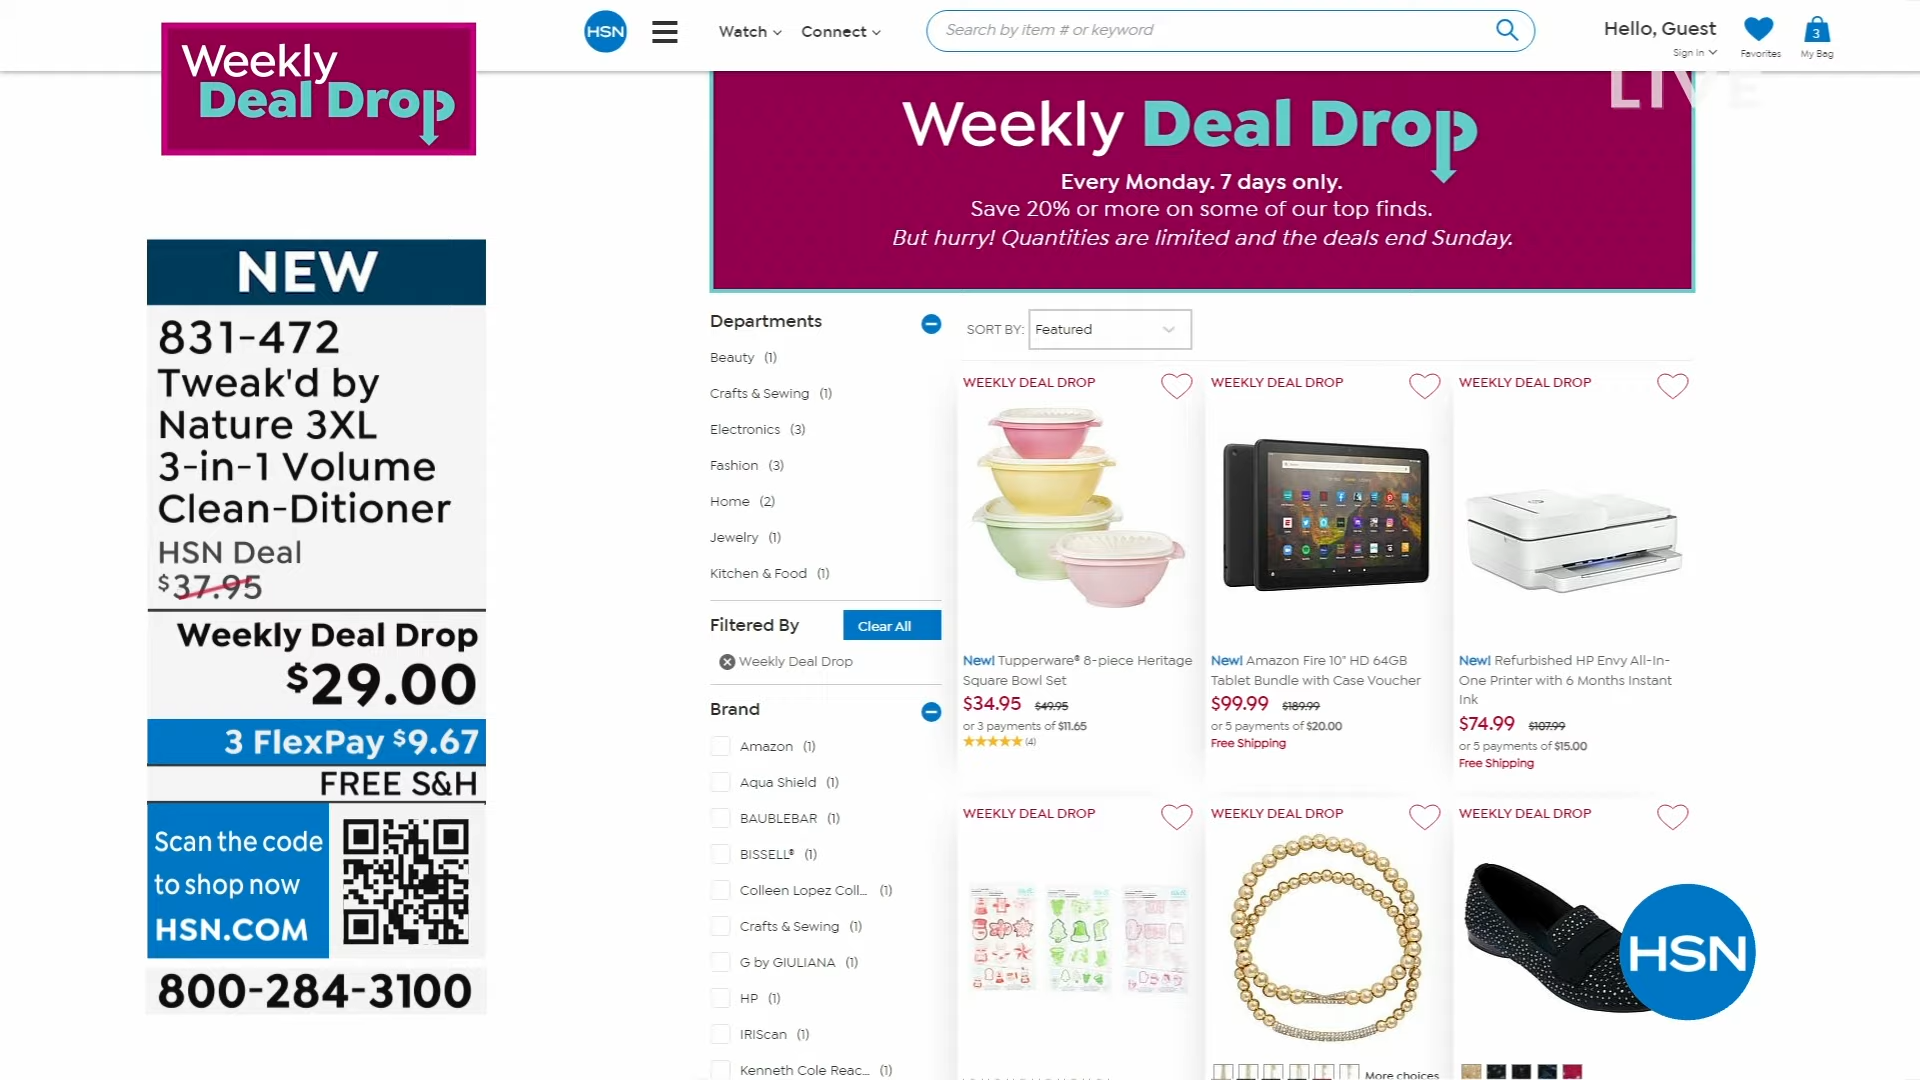 Weekly
Deal Drop
NEW
831-472
Tweak'd by
Nature 3XL
3-in-1 Volume
Clean-Ditioner
HSN Deal
$37.95
Weekly Deal Drop
$29.00
3 FlexPay $9.67
FREE S&H
Scan the code
to shop now
HSN.COM
800-284-3100
HSN
Watch
Connect
Search by item # or keyword
Hello, Guest
Sign in
Favorites
3
My Bag
LIVE
Weekly Deal Drop
Every Monday. 7 days only.
Save 20% or more on some of our top finds.
But hurry! Quantities are limited and the deals end Sunday.
Departments
Beauty (1)
Crafts & Sewing (1)
Electronics (3)
Fashion (3)
Home (2)
Jewelry (1)
Kitchen & Food (1)
Filtered By
Clear All
Weekly Deal Drop
Brand
Amazon (1)
Aqua Shield (1)
BAUBLEBAR (1)
BISSELL® (1)
Colleen Lopez Coll... (1)
Crafts & Sewing (1)
G by GIULIANA (1)
HP (1)
IRIScan (1)
Kenneth Cole Reac... (1)
SORT BY: Featured
WEEKLY DEAL DROP
New! Tupperware® 8-piece Heritage
Square Bowl Set
$34.95 $49.95
or 3 payments of $11.65
(4)
WEEKLY DEAL DROP
New! Amazon Fire 10" HD 64GB
Tablet Bundle with Case Voucher
$99.99 $189.99
or 5 payments of $20.00
Free Shipping
WEEKLY DEAL DROP
New! Refurbished HP Envy All-In-
One Printer with 6 Months Instant
Ink
$74.99 $107.99
or 5 payments of $15.00
Free Shipping
WEEKLY DEAL DROP
WEEKLY DEAL DROP
More choices
WEEKLY DEAL DROP
HSN